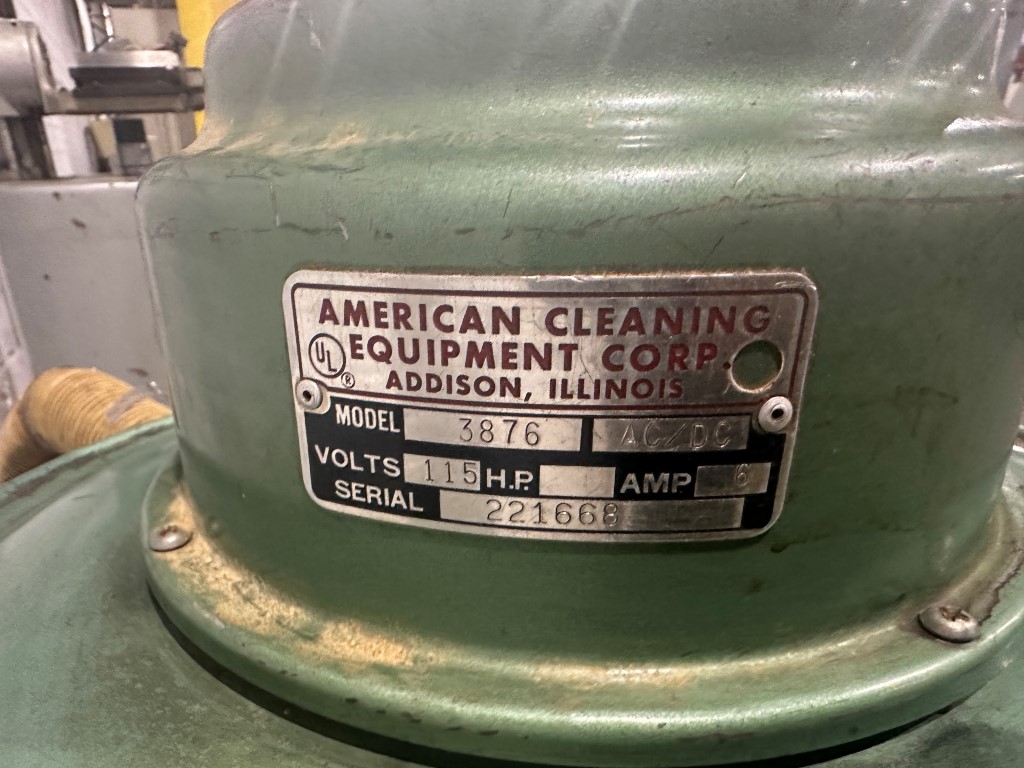 AMERICAN CLEANING
UL ® EQUIPMENT CORP.
ADDISON, ILLINOIS
MODEL 3876 AC/DC
VOLTS 115 H.P. AMP 6
SERIAL 221668